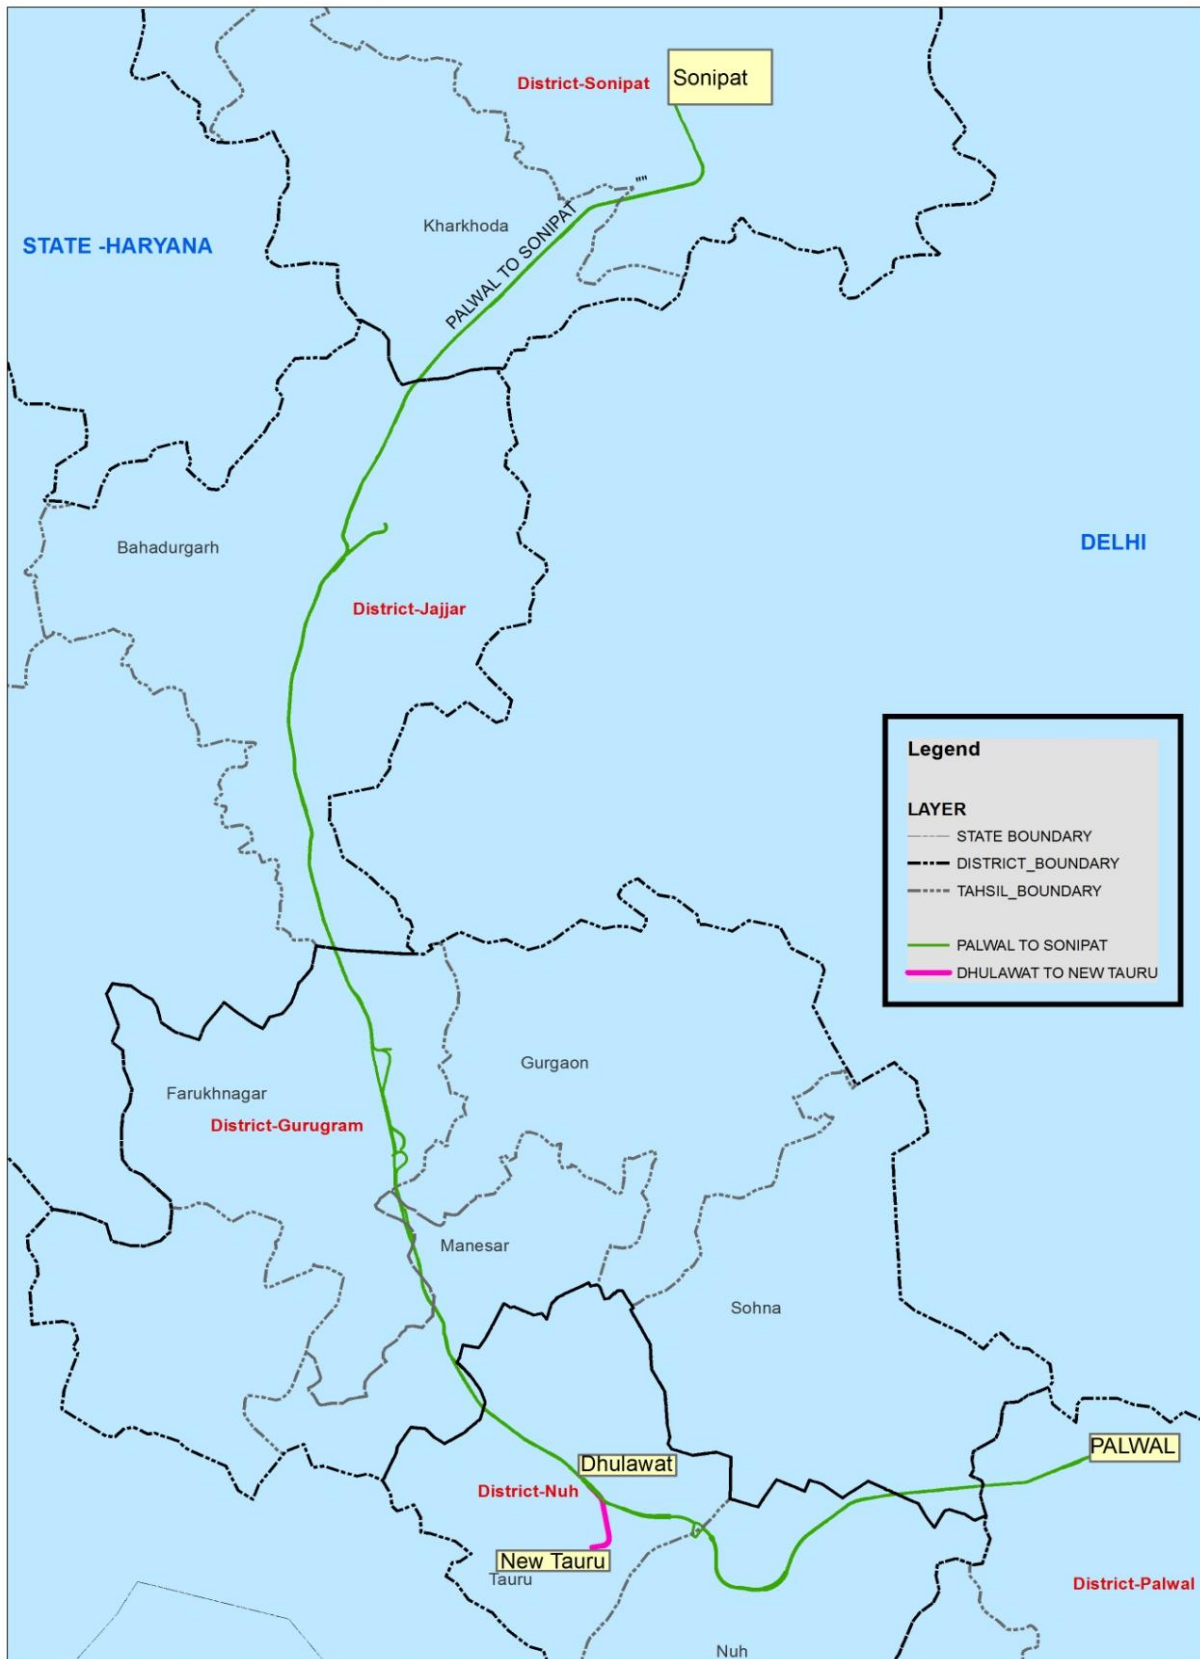 Sonipat
District-Sonipat
""
Kharkhoda
PALWAL TO SONIPAT
STATE -HARYANA
Bahadurgarh
DELHI
District-Jajjar
Legend
LAYER
STATE BOUNDARY
DISTRICT_BOUNDARY
TAHSIL_BOUNDARY
PALWAL TO SONIPAT
DHULAWAT TO NEW TAURU
Gurgaon
Farukhnagar
District-Gurugram
Manesar
Sohna
PALWAL
Dhulawat
District-Nuh
New Tauru
Tauru
District-Palwal
Nuh